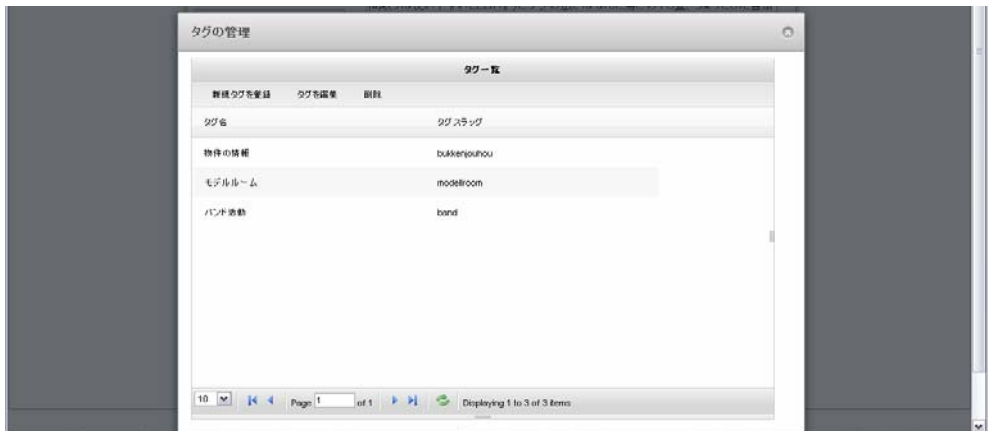 タグの管理
タグ一覧
新規タグを登録 タグを編集 削除
タグ名 タグスラッグ
物件の情報 bukkenjouhou
モデルルーム modelroom
バンド活動 band
10 Page 1 of 1 Displaying 1 to 3 of 3 items